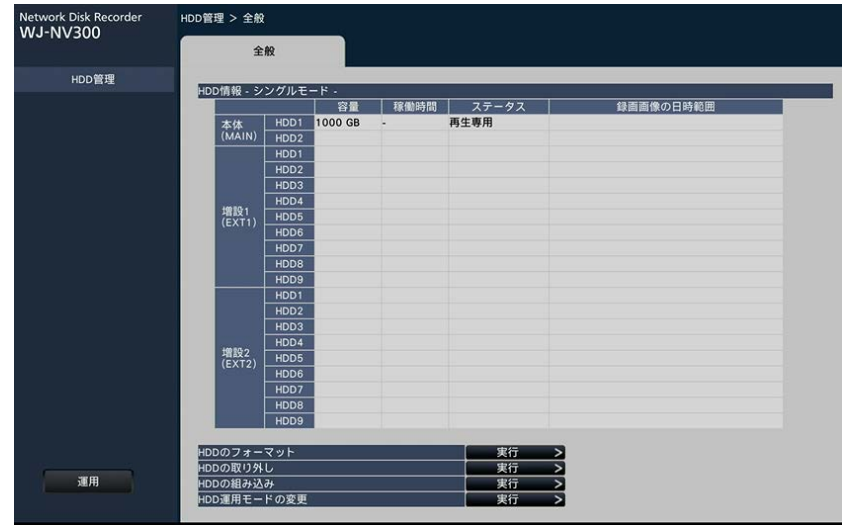 Network Disk Recorder
WJ-NV300
HDD管理 > 全般
全般
HDD管理
HDD情報 - シングルモード -
容量 稼働時間 ステータス 録画画像の日時範囲
本体 (MAIN) HDD1 1000 GB - 再生専用
HDD2
増設1 (EXT1) HDD1
HDD2
HDD3
HDD4
HDD5
HDD6
HDD7
HDD8
HDD9
増設2 (EXT2) HDD1
HDD2
HDD3
HDD4
HDD5
HDD6
HDD7
HDD8
HDD9
HDDのフォーマット 実行 >
HDDの取り外し 実行 >
HDDの組み込み 実行 >
HDD運用モードの変更 実行 >
運用